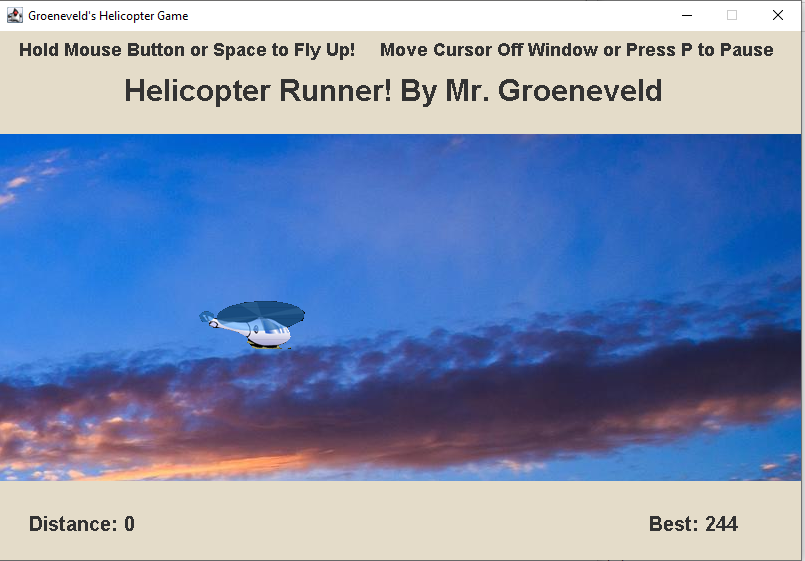 Groeneveld's Helicopter Game
Hold Mouse Button or Space to Fly Up! Move Cursor Off Window or Press P to Pause
Helicopter Runner! By Mr. Groeneveld
Distance: 0 Best: 244